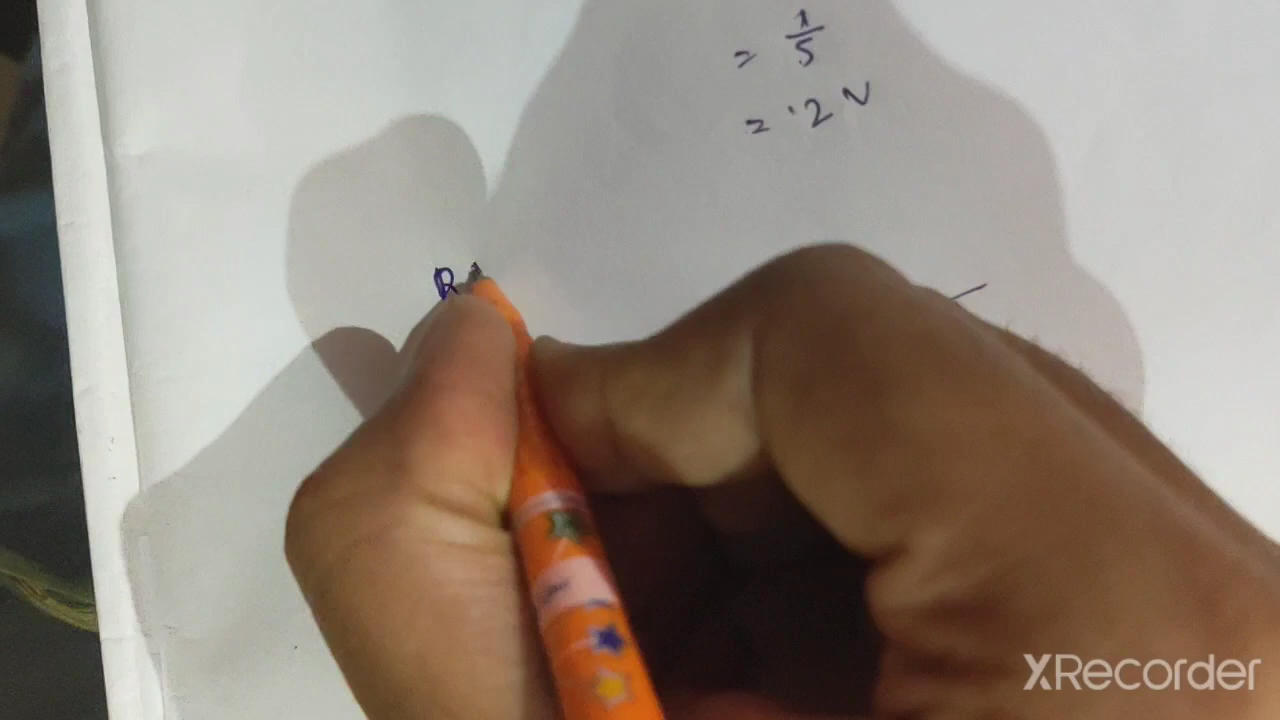 = 1/5
= .2 N
R
XRecorder